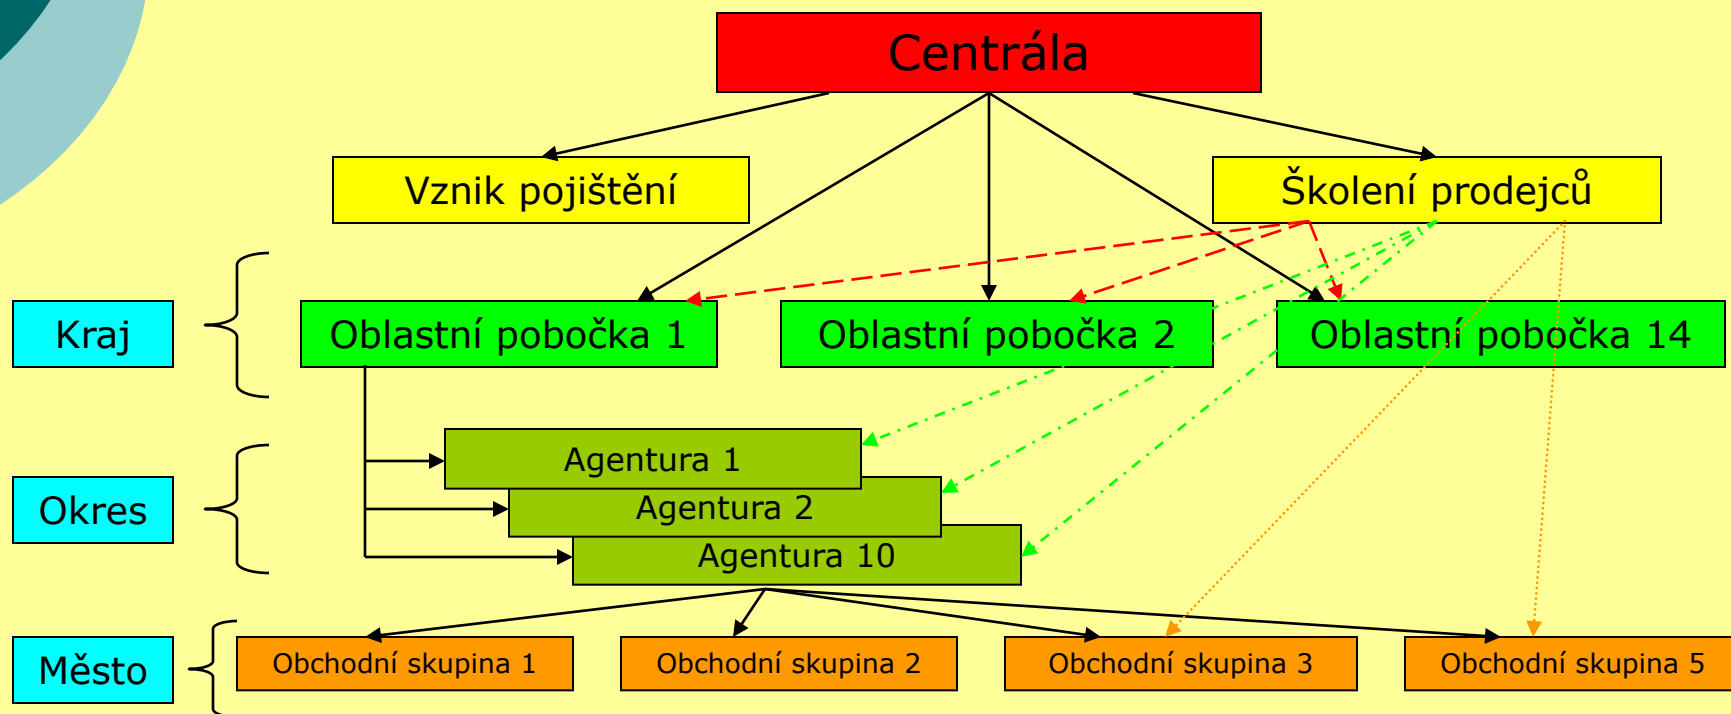 Centrála
Vznik pojištění
Školení prodejců
Kraj
Oblastní pobočka 1
Oblastní pobočka 2
Oblastní pobočka 14
Agentura 1
Okres
Agentura 2
Agentura 10
Město
Obchodní skupina 1
Obchodní skupina 2
Obchodní skupina 3
Obchodní skupina 5